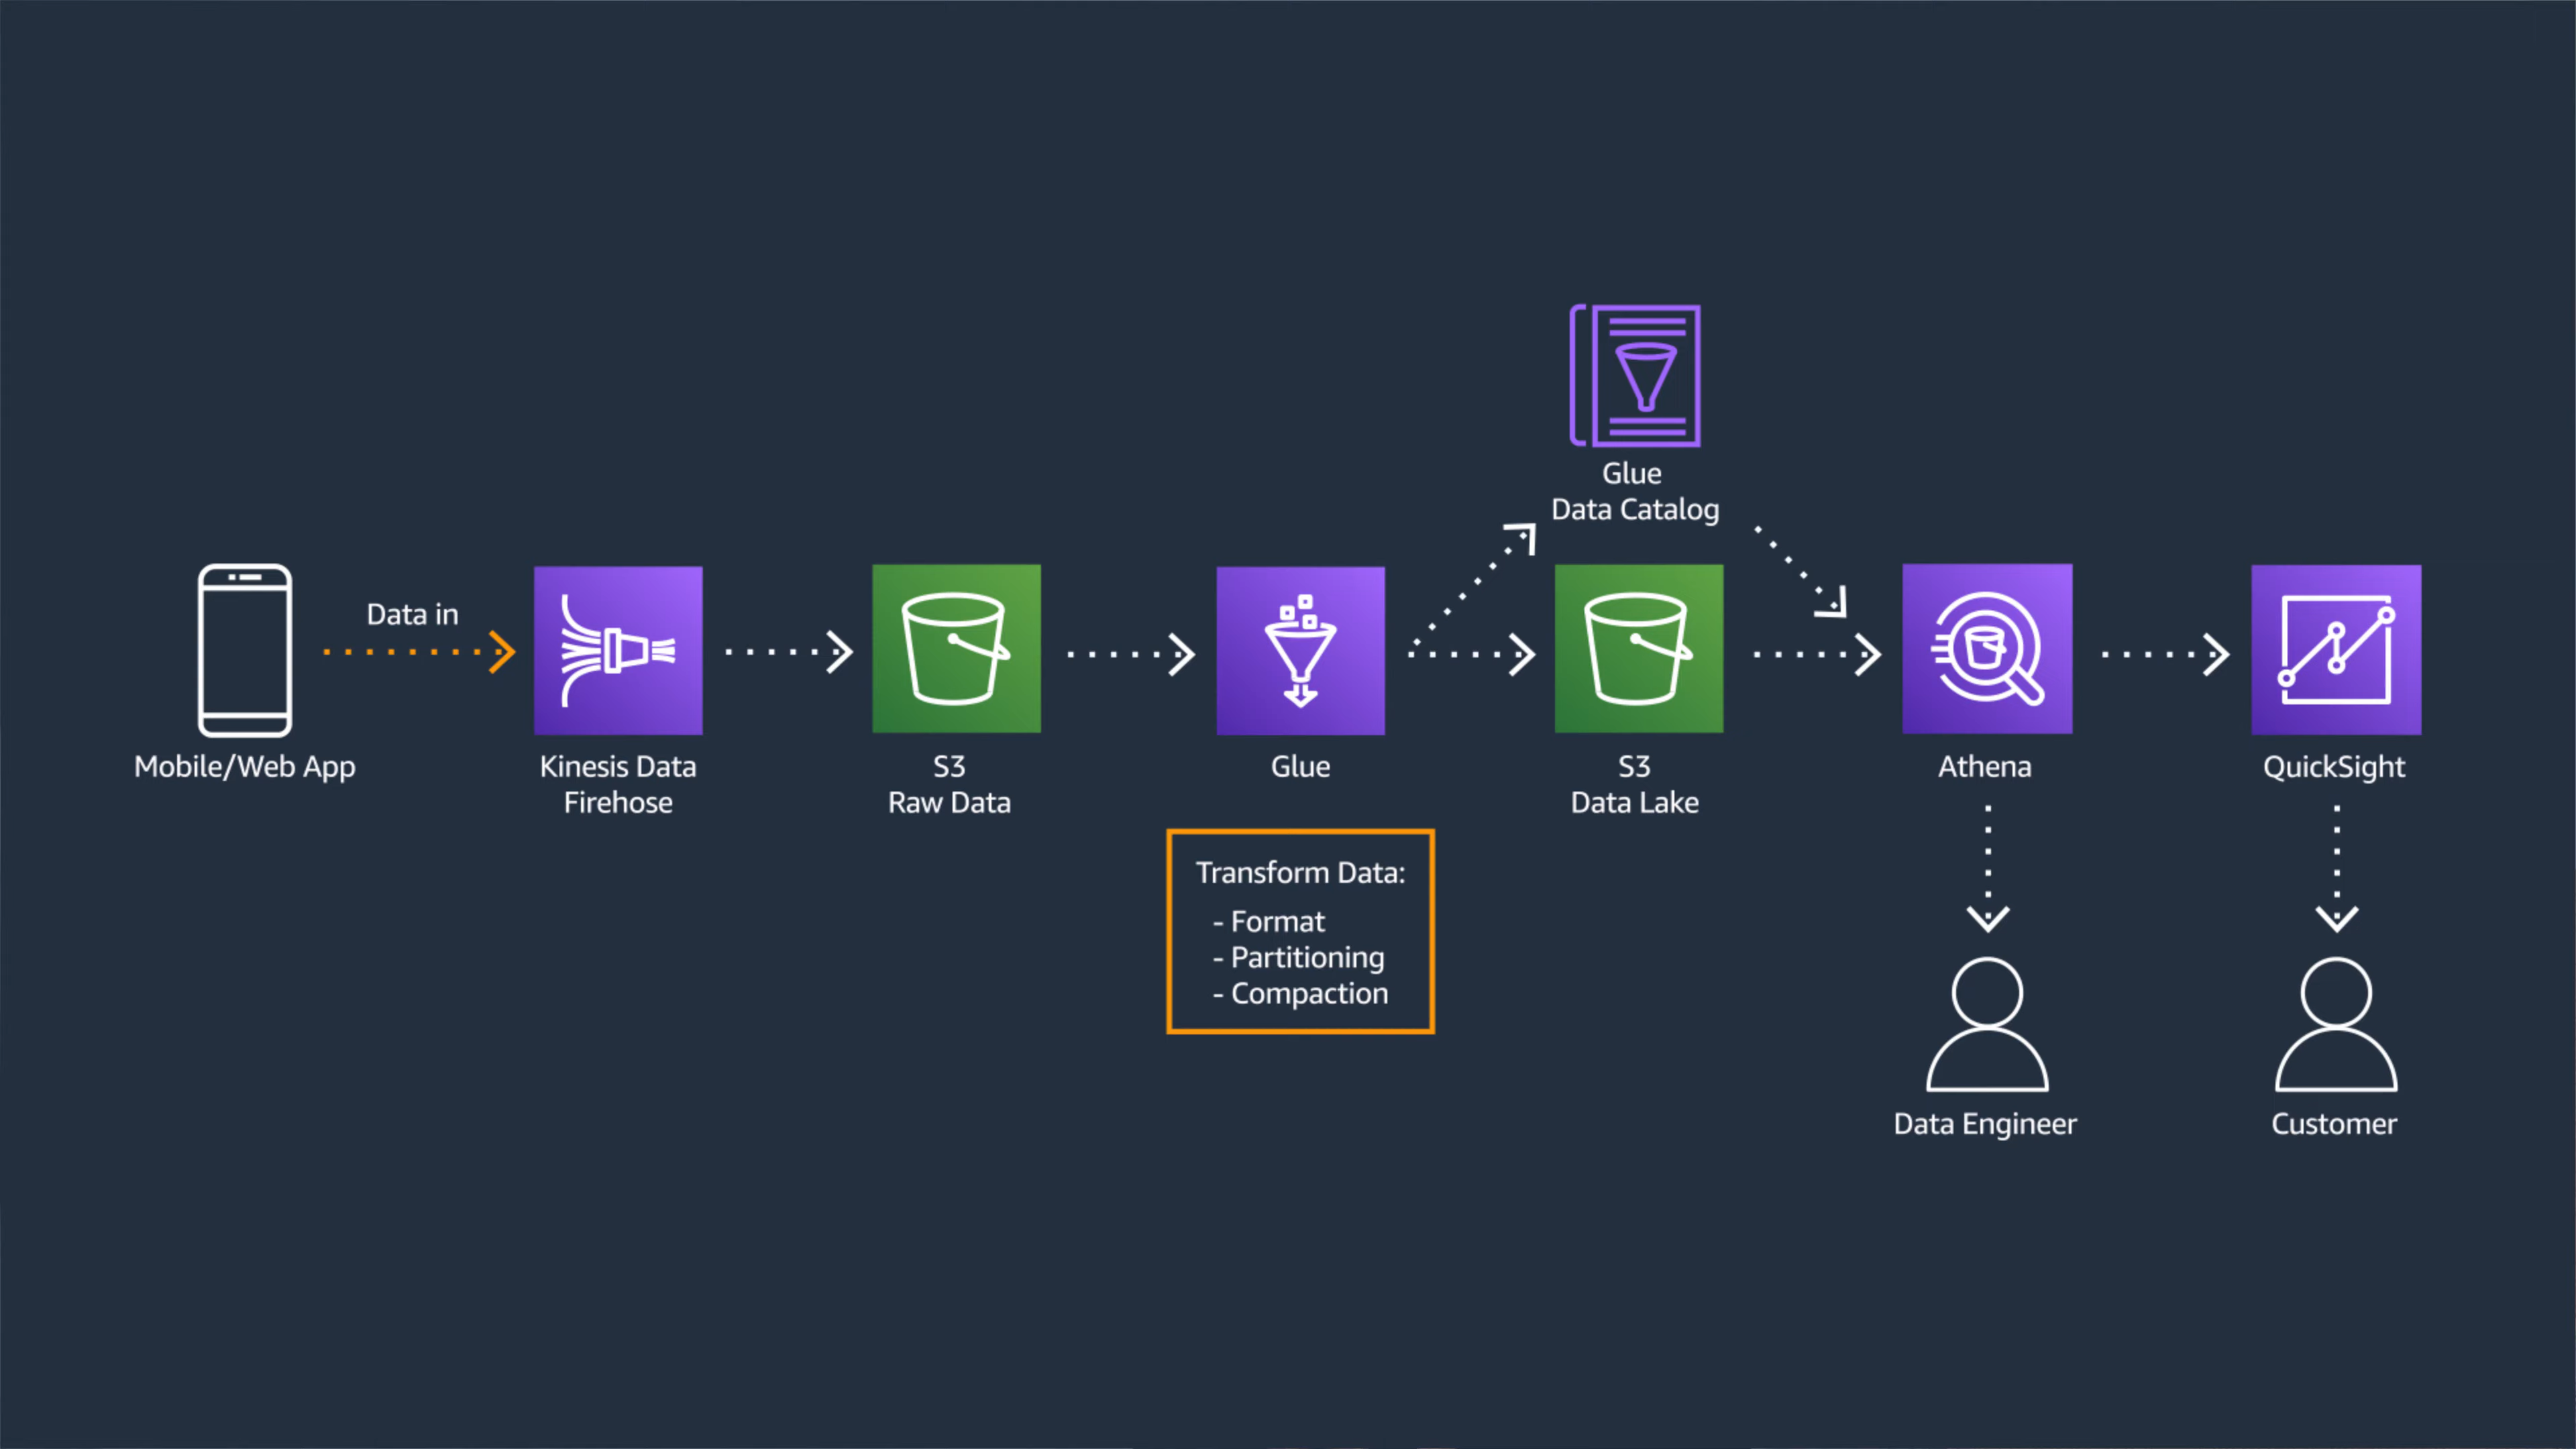 Glue
Data Catalog
Data in
Mobile/Web App
Kinesis Data
Firehose
S3
Raw Data
Glue
S3
Data Lake
Athena
QuickSight
Transform Data:
- Format
- Partitioning
- Compaction
Data Engineer
Customer